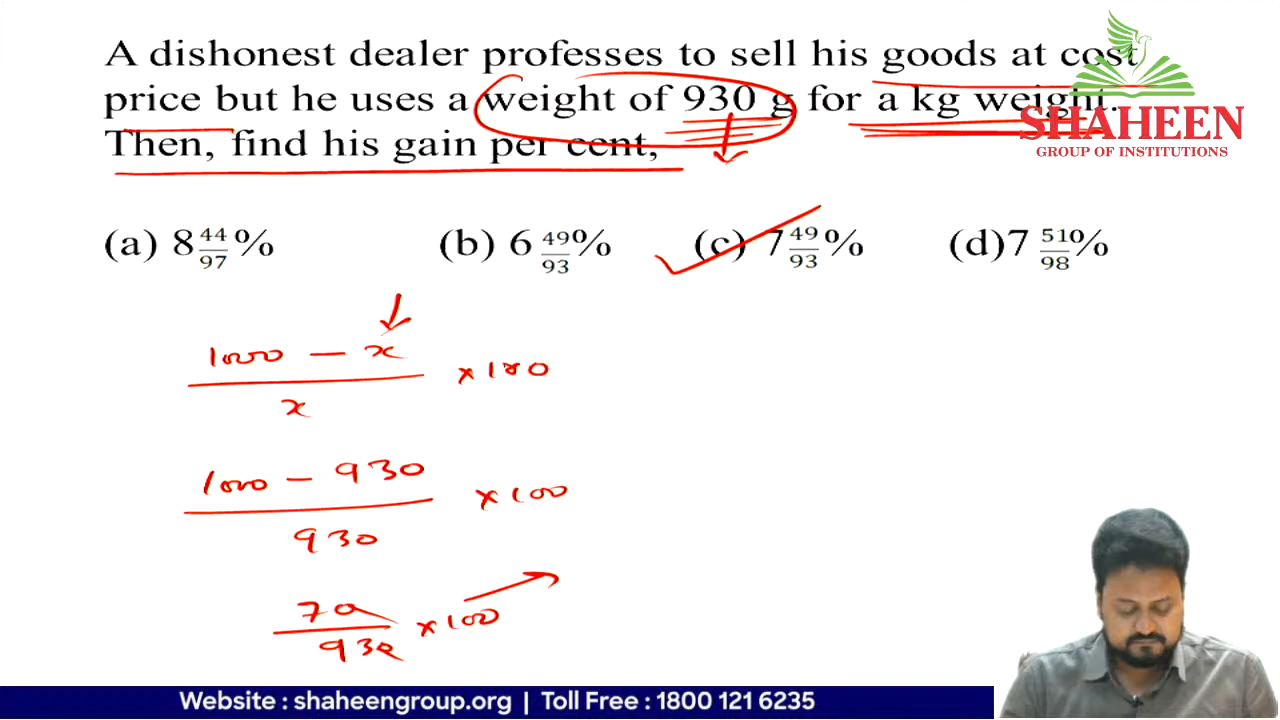 A dishonest dealer professes to sell his goods at cost
price but he uses a weight of 930 g for a kg weight.
Then, find his gain per cent,
SHAHEEN
GROUP OF INSTITUTIONS
(a) 8 44/97 % (b) 6 49/93 % (c) 7 49/93 % (d) 7 510/98 %
1000 - x / x × 100
1000 - 930 / 930 × 100
70 / 930 × 100
Website : shaheengroup.org | Toll Free : 1800 121 6235